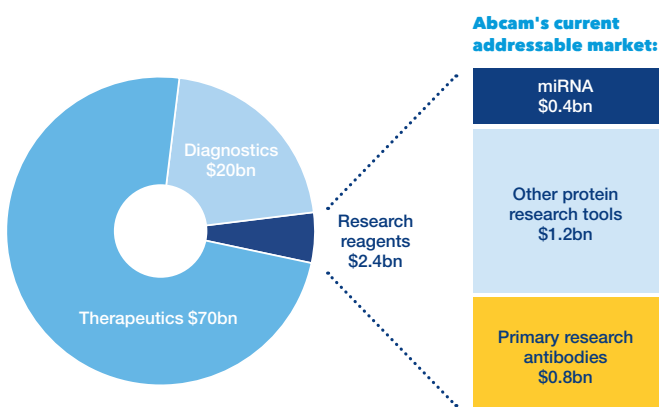 Abcam's current
addressable market:
miRNA
$0.4bn
Diagnostics
$20bn
Other protein
research tools
$1.2bn
Research
reagents
$2.4bn
Therapeutics $70bn
Primary research
antibodies
$0.8bn